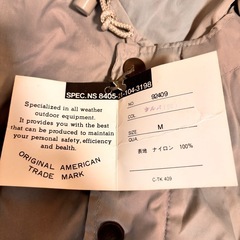 SPEC. NS 8405-
-104-3198
Specialized in all weather
outdoor equipment.
It provides you with the best
that can be produced to maintain
your personal safety, efficiency
and health.
ORIGINAL AMERICAN
TRADE MARK
NO. 92409
COL.
SIZE M
QUA.
表地 ナイロン 100%
C-TK 439